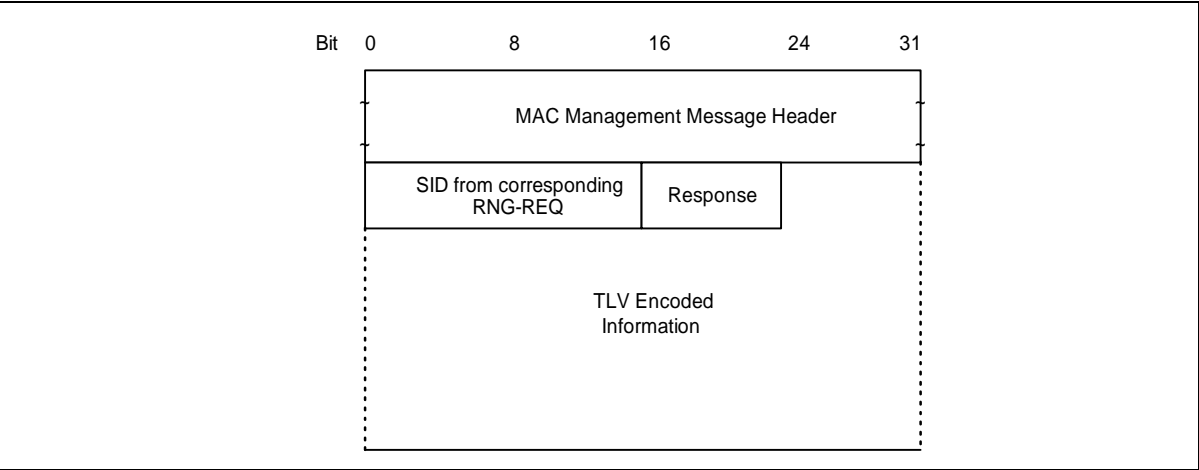 Bit 0 8 16 24 31
MAC Management Message Header
SID from corresponding
RNG-REQ
Response
TLV Encoded
Information